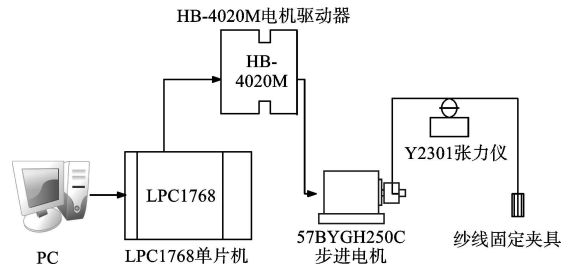 HB-4020M电机驱动器
HB-
4020M
LPC1768
Y2301张力仪
PC
LPC1768单片机
57BYGH250C
步进电机
纱线固定夹具